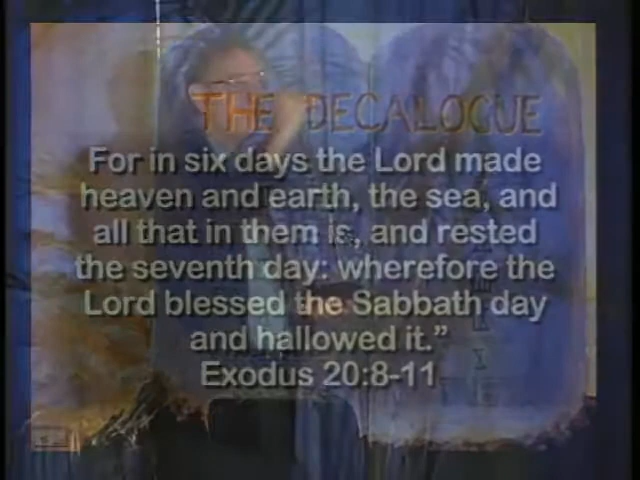 THE DECALOGUE
For in six days the Lord made
heaven and earth, the sea, and
all that in them is, and rested
the seventh day: wherefore the
Lord blessed the Sabbath day
and hallowed it.”
Exodus 20:8-11